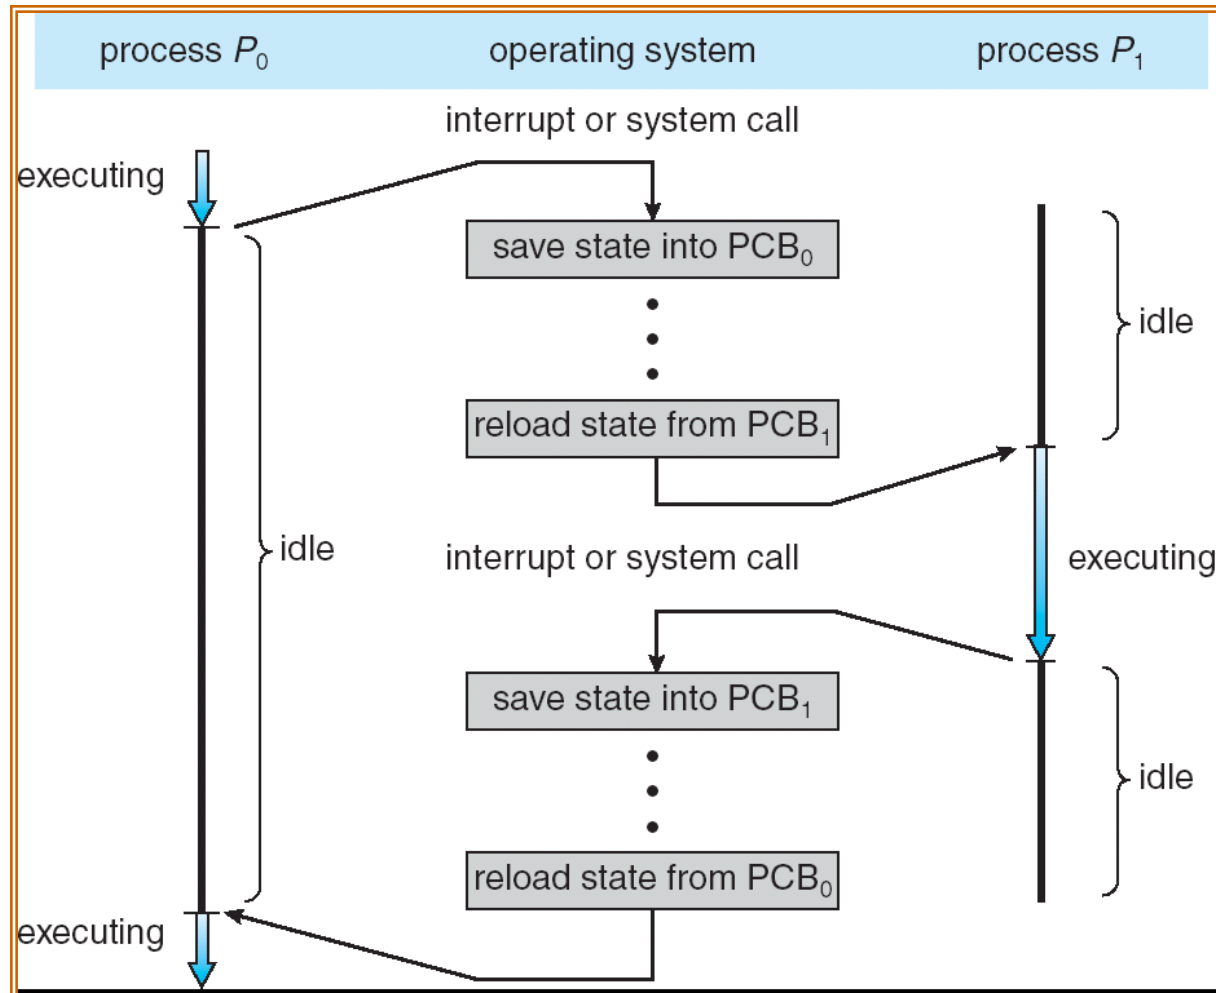 process P₀ operating system process P₁
interrupt or system call
executing
save state into PCB₀
idle
reload state from PCB₁
idle
interrupt or system call
executing
save state into PCB₁
idle
reload state from PCB₀
executing